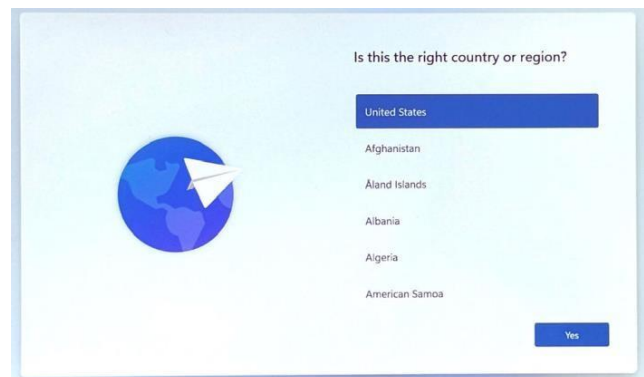 Is this the right country or region?
United States
Afghanistan
Åland Islands
Albania
Algeria
American Samoa
Yes